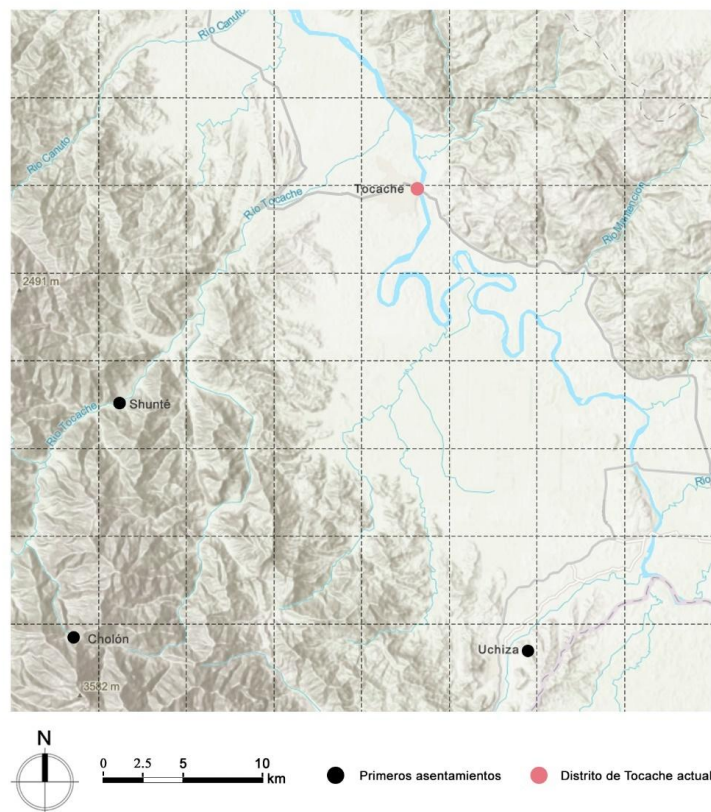 Río Canuto
Río Canuto
Río Tocache
Tocache
Río Manancion
2491 m
Shunté
Río Tocache
Río
Cholón
Uchiza
3582 m
N
0 2.5 5 10
km
Primeros asentamientos
Distrito de Tocache actual